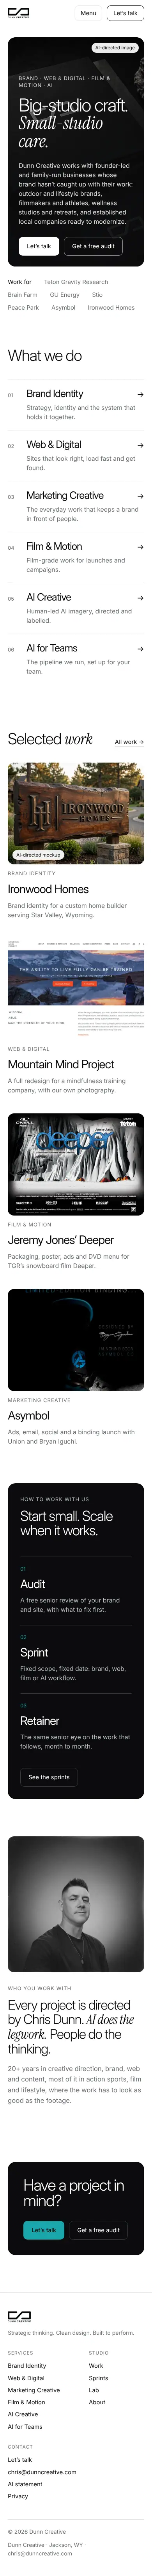 DUNN CREATIVE
Menu
Let's talk
AI-directed image
BRAND · WEB & DIGITAL · FILM &
MOTION · AI
Big-studio craft.
Small-studio
care.
Dunn Creative works with founder-led
and family-run businesses whose
brand hasn't caught up with their work:
outdoor and lifestyle brands,
filmmakers and athletes, wellness
studios and retreats, and established
local companies ready to modernize.
Let's talk
Get a free audit
Work for
Teton Gravity Research
Brain Farm
GU Energy
Stio
Peace Park
Asymbol
Ironwood Homes
What we do
01
Brand Identity →
Strategy, identity and the system that
holds it together.
02
Web & Digital →
Sites that look right, load fast and get
found.
03
Marketing Creative →
The everyday work that keeps a brand
in front of people.
04
Film & Motion →
Film-grade work for launches and
campaigns.
05
AI Creative →
Human-led AI imagery, directed and
labelled.
06
AI for Teams →
The pipeline we run, set up for your
team.
Selected work
All work →
IRONWOOD
HOMES
AI-directed mockup
BRAND IDENTITY
Ironwood Homes
Brand identity for a custom home builder
serving Star Valley, Wyoming.
THE ABILITY TO LIVE FULLY CAN BE TRAINED
WEB & DIGITAL
Mountain Mind Project
A full redesign for a mindfulness training
company, with our own photography.
O'NEILL
Teton
deeper
FILM & MOTION
Jeremy Jones' Deeper
Packaging, poster, ads and DVD menu for
TGR's snowboard film Deeper.
LIMITED EDITION BINDING
DESIGNED BY
MARKETING CREATIVE
Asymbol
Ads, email, social and a binding launch with
Union and Bryan Iguchi.
HOW TO WORK WITH US
Start small. Scale
when it works.
01
Audit
A free senior review of your brand
and site, with what to fix first.
02
Sprint
Fixed scope, fixed date: brand, web,
film or AI workflow.
03
Retainer
The same senior eye on the work that
follows, month to month.
See the sprints
WHO YOU WORK WITH
Every project is directed
by Chris Dunn. AI does the
legwork. People do the
thinking.
20+ years in creative direction, brand, web
and content, most of it in action sports, film
and lifestyle, where the work has to look as
good as the footage.
Have a project in
mind?
Let's talk
Get a free audit
DUNN CREATIVE
Strategic thinking. Clean design. Built to perform.
SERVICES
Brand Identity
Web & Digital
Marketing Creative
Film & Motion
AI Creative
AI for Teams
STUDIO
Work
Sprints
Lab
About
CONTACT
Let's talk
chris@dunncreative.com
AI statement
Privacy
© 2026 Dunn Creative
Dunn Creative · Jackson, WY ·
chris@dunncreative.com